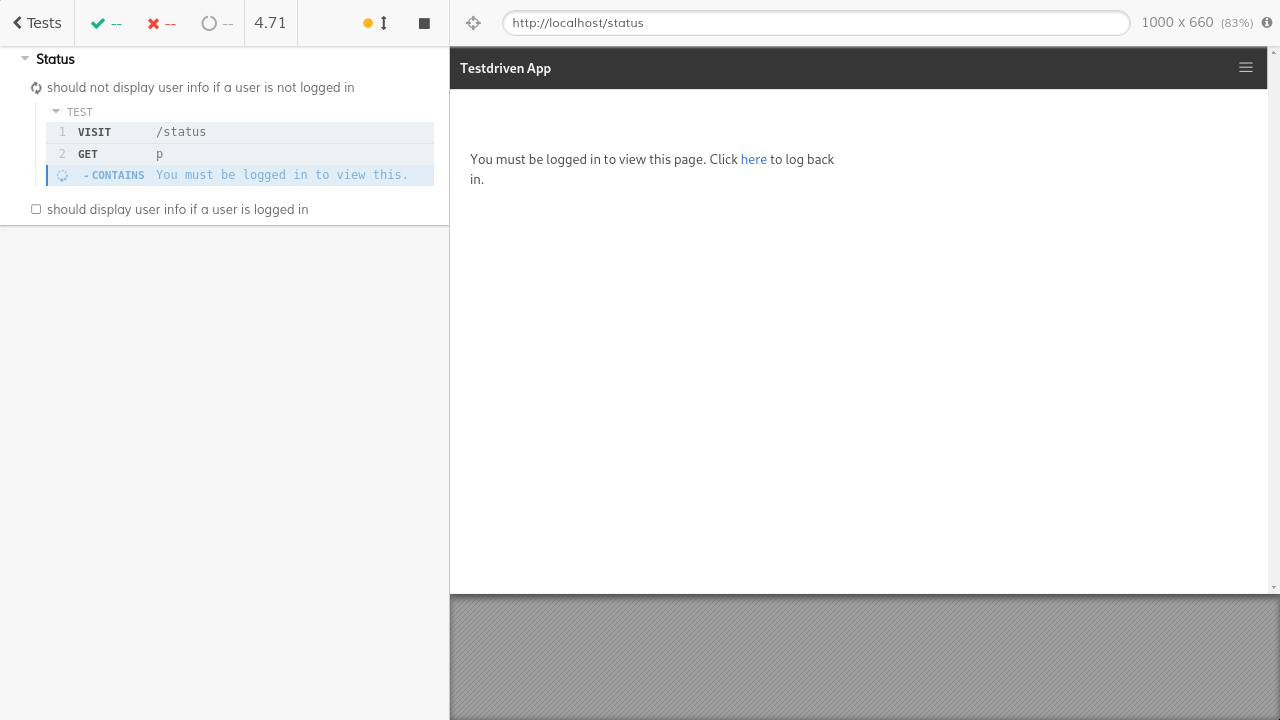 Tests -- -- -- 4.71
http://localhost/status
1000 x 660 (83%)
Status
should not display user info if a user is not logged in
TEST
1 VISIT /status
2 GET p
- CONTAINS You must be logged in to view this.
should display user info if a user is logged in
Testdriven App
You must be logged in to view this page. Click here to log back
in.